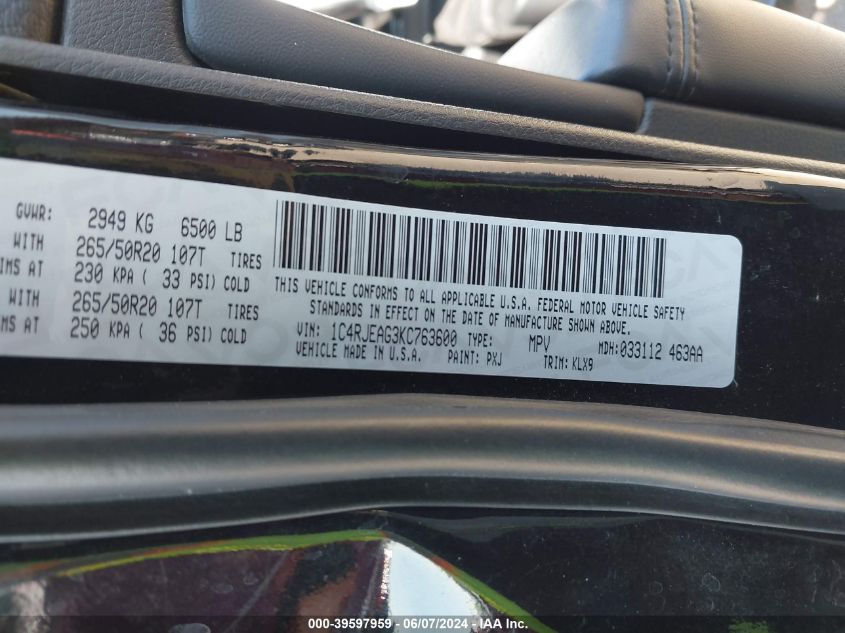 GVWR: 2949 KG 6500 LB
WITH 265/50R20 107T TIRES
IMS AT 230 KPA ( 33 PSI) COLD
WITH 265/50R20 107T TIRES
IMS AT 250 KPA ( 36 PSI) COLD
THIS VEHICLE CONFORMS TO ALL APPLICABLE U.S.A. FEDERAL MOTOR VEHICLE SAFETY
STANDARDS IN EFFECT ON THE DATE OF MANUFACTURE SHOWN ABOVE.
VIN: 1C4RJEAG3KC763600 TYPE: MPV MDH:033112 463AA
VEHICLE MADE IN U.S.A. PAINT: PXJ TRIM: KLX9
000-39597959 - 06/07/2024 - IAA Inc.